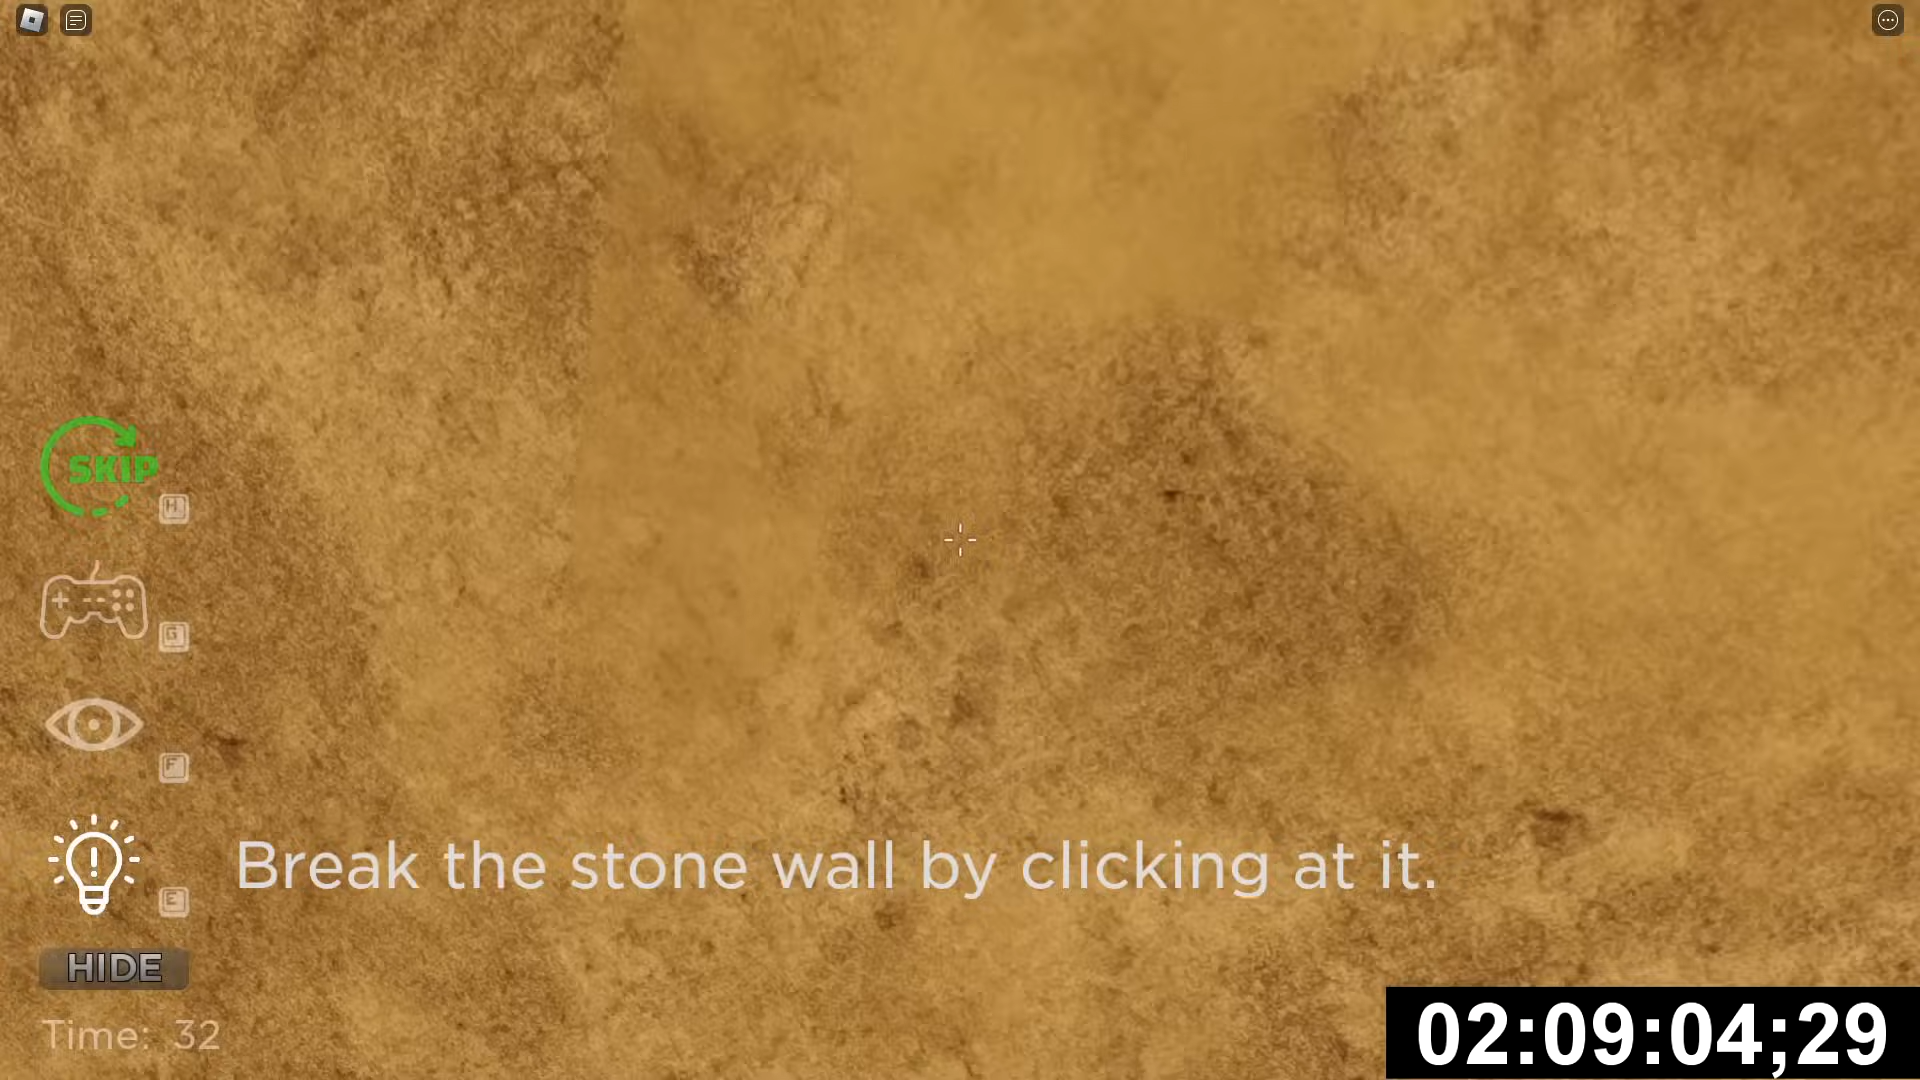 SKIP
H
G
F
Break the stone wall by clicking at it.
E
HIDE
Time: 32
02:09:04;29